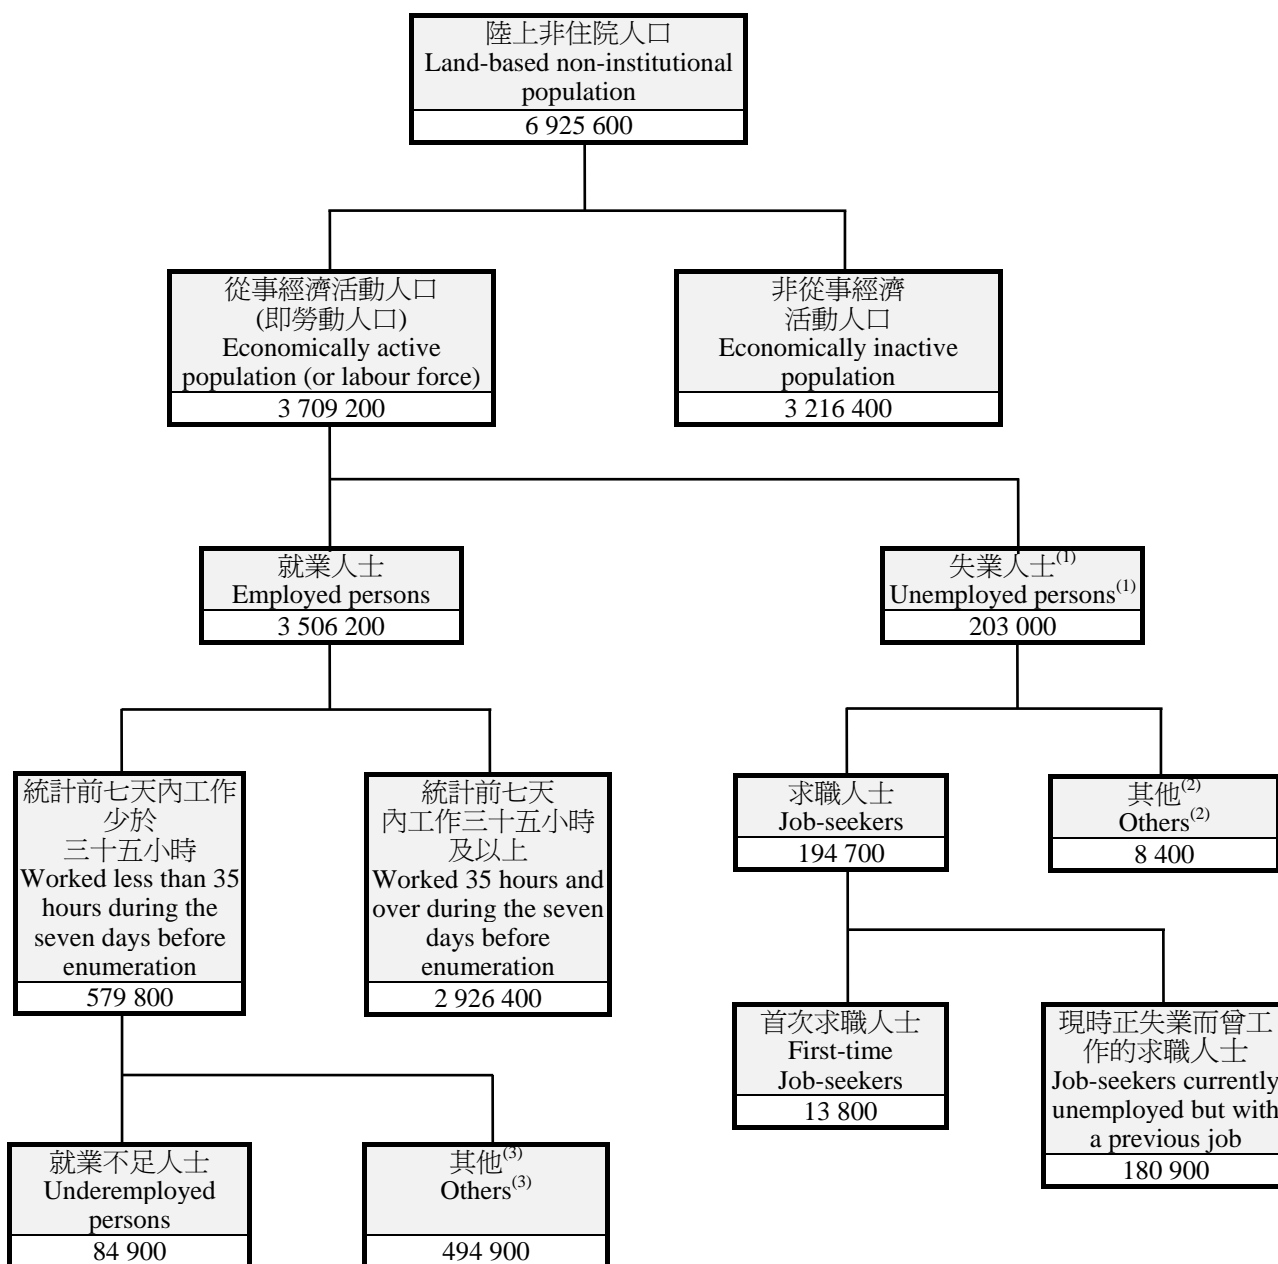 陸上非住院人口
Land-based non-institutional
population
6 925 600
從事經濟活動人口
(即勞動人口)
Economically active
population (or labour force)
3 709 200
非從事經濟
活動人口
Economically inactive
population
3 216 400
就業人士
Employed persons
3 506 200
失業人士(1)
Unemployed persons(1)
203 000
統計前七天內工作
少於
三十五小時
Worked less than 35
hours during the
seven days before
enumeration
579 800
統計前七天
內工作三十五小時
及以上
Worked 35 hours and
over during the seven
days before
enumeration
2 926 400
求職人士
Job-seekers
194 700
其他(2)
Others(2)
8 400
首次求職人士
First-time
Job-seekers
13 800
現時正失業而曾工
作的求職人士
Job-seekers currently
unemployed but with
a previous job
180 900
就業不足人士
Underemployed
persons
84 900
其他(3)
Others(3)
494 900